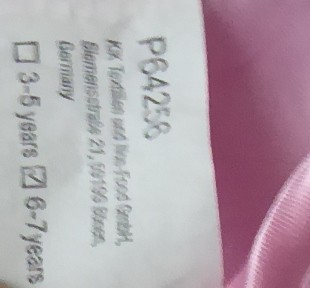 P64256
KiK Textilien und Non-Food GmbH,
Siemensstraße 21, 59199 Bönen,
Germany
☐ 3-5 years ☑ 6-7 years